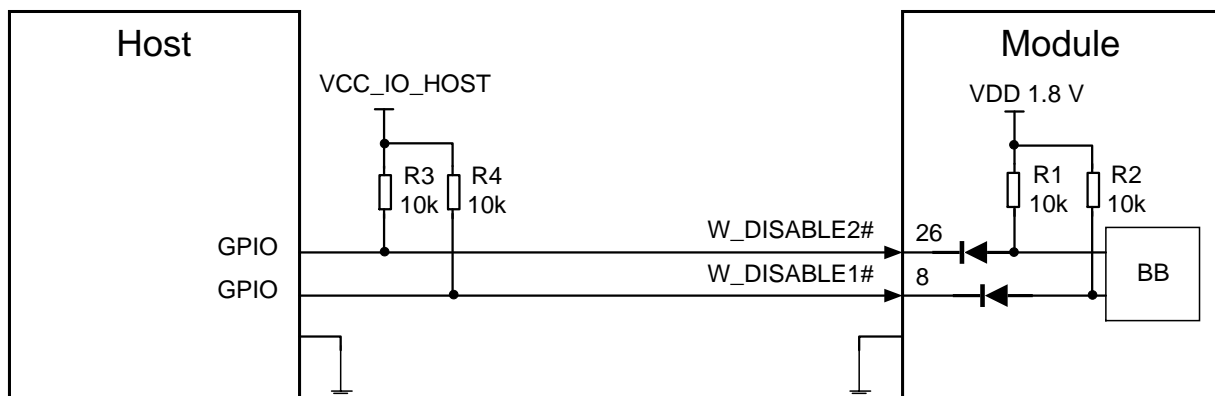 Host
Module
VCC_IO_HOST
VDD 1.8 V
R3
10k
R4
10k
R1
10k
R2
10k
GPIO
W_DISABLE2#
26
GPIO
W_DISABLE1#
8
BB